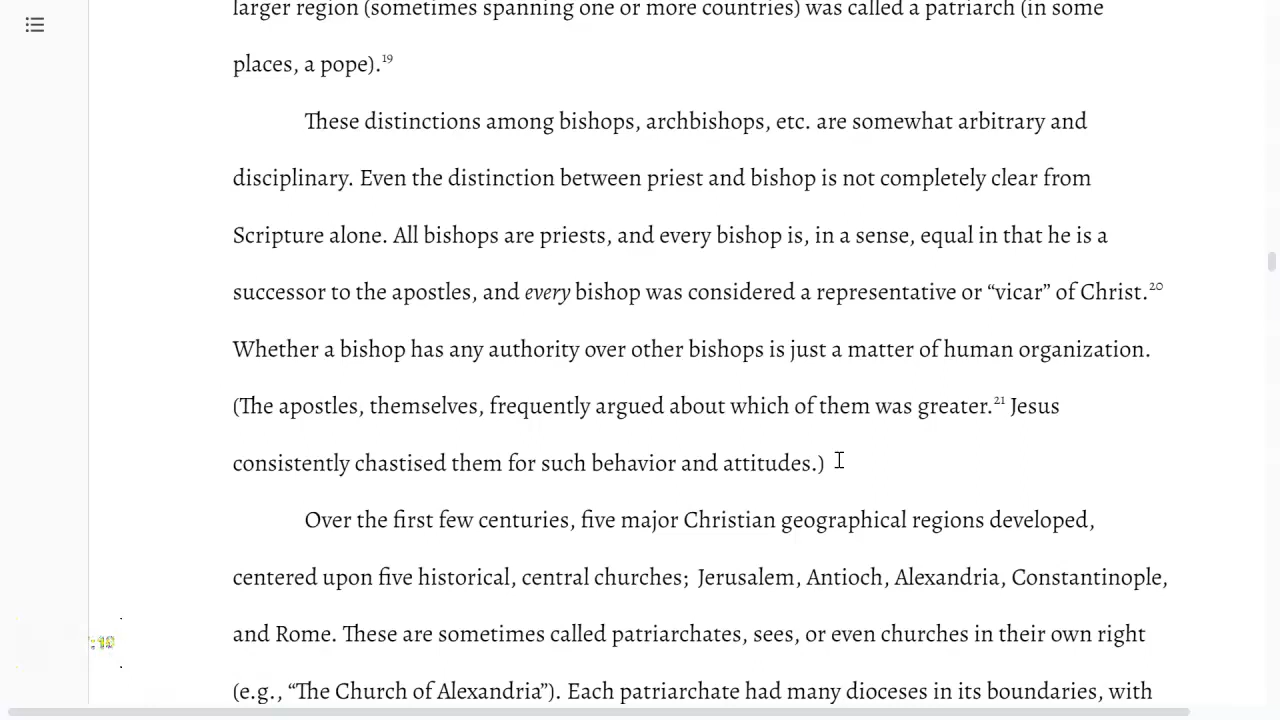 larger region (sometimes spanning one or more countries) was called a patriarch (in some
places, a pope).19
These distinctions among bishops, archbishops, etc. are somewhat arbitrary and
disciplinary. Even the distinction between priest and bishop is not completely clear from
Scripture alone. All bishops are priests, and every bishop is, in a sense, equal in that he is a
successor to the apostles, and every bishop was considered a representative or “vicar” of Christ.20
Whether a bishop has any authority over other bishops is just a matter of human organization.
(The apostles, themselves, frequently argued about which of them was greater.21 Jesus
consistently chastised them for such behavior and attitudes.)
Over the first few centuries, five major Christian geographical regions developed,
centered upon five historical, central churches; Jerusalem, Antioch, Alexandria, Constantinople,
and Rome. These are sometimes called patriarchates, sees, or even churches in their own right
(e.g., “The Church of Alexandria”). Each patriarchate had many dioceses in its boundaries, with